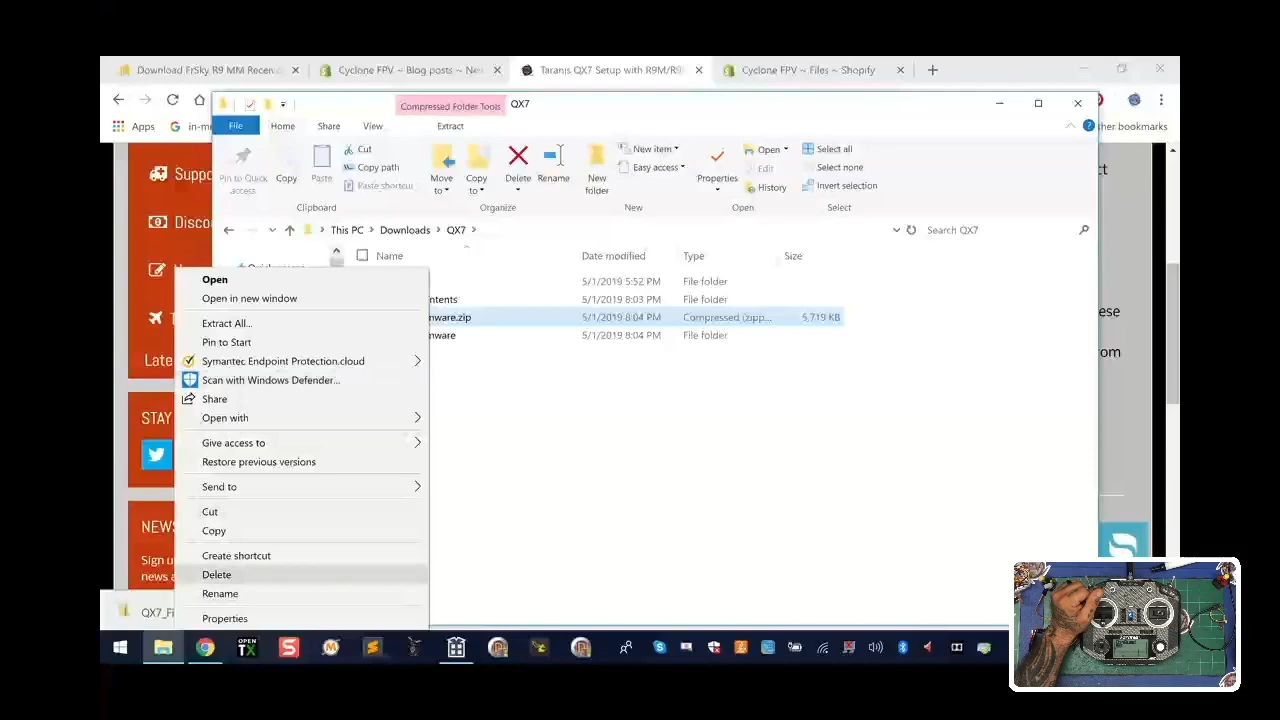 Download FrSky R9 MM Receiv
Cyclone FPV ~ Blog posts ~ Ne
Taranis QX7 Setup with R9M/R9
Cyclone FPV ~ Files ~ Shopify
Compressed Folder Tools
QX7
Apps
in-m
her bookmarks
File
Home
Share
View
Extract
Pin to Quick access
Copy
Paste
Cut
Copy path
Paste shortcut
Move to
Copy to
Delete
Rename
New folder
New item
Easy access
Properties
Open
Edit
History
Select all
Select none
Invert selection
Clipboard
Organize
New
Open
Select
This PC
Downloads
QX7
Search QX7
Name
Date modified
Type
Size
5/1/2019 5:52 PM
File folder
ntents
5/1/2019 8:03 PM
File folder
nware.zip
5/1/2019 8:04 PM
Compressed (zipp...
5,719 KB
nware
5/1/2019 8:04 PM
File folder
Open
Open in new window
Extract All...
Pin to Start
Symantec Endpoint Protection.cloud
Scan with Windows Defender...
Share
Open with
Give access to
Restore previous versions
Send to
Cut
Copy
Create shortcut
Delete
Rename
Properties
Suppo
Disco
Late
STAY
NEWS
Sign u
news a
ct
ese
om
QX7_Fi
OPEN
TX